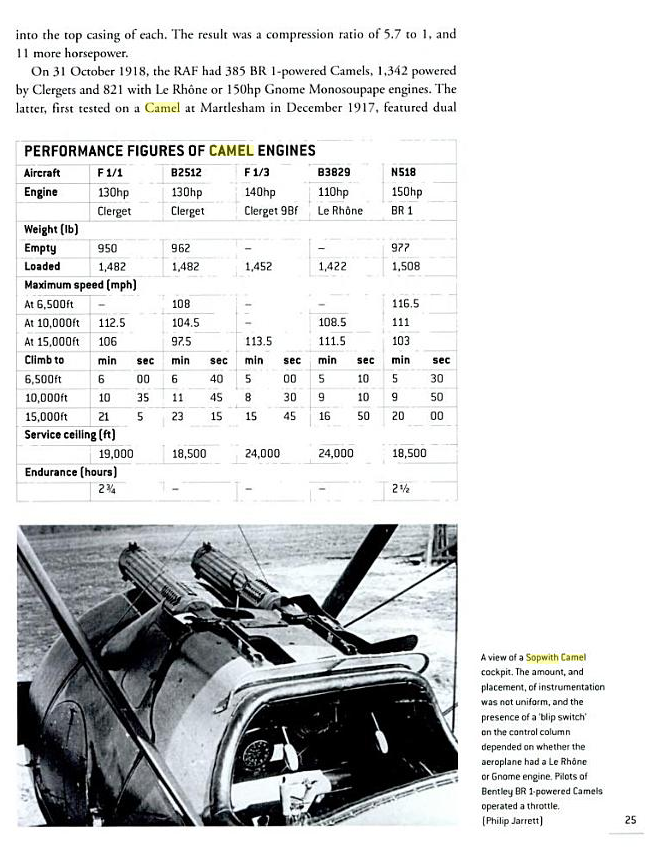 into the top casing of each. The result was a compression ratio of 5.7 to 1, and
11 more horsepower.
On 31 October 1918, the RAF had 385 BR 1-powered Camels, 1,342 powered
by Clergets and 821 with Le Rhône or 150hp Gnome Monosoupape engines. The
latter, first tested on a Camel at Martlesham in December 1917, featured dual
PERFORMANCE FIGURES OF CAMEL ENGINES
Aircraft F 1/1 B2512 F 1/3 B3829 N518
Engine 130hp 130hp 140hp 110hp 150hp
Clerget Clerget Clerget 9Bf Le Rhône BR 1
Weight (lb)
Empty 950 962 – – 977
Loaded 1,482 1,482 1,452 1,422 1,508
Maximum speed (mph)
At 6,500ft – 108 – – 116.5
At 10,000ft 112.5 104.5 – 108.5 111
At 15,000ft 106 97.5 113.5 111.5 103
Climb to min sec min sec min sec min sec min sec
6,500ft 6 00 6 40 5 00 5 10 5 30
10,000ft 10 35 11 45 8 30 9 10 9 50
15,000ft 21 5 23 15 15 45 16 50 20 00
Service ceiling (ft)
19,000 18,500 24,000 24,000 18,500
Endurance (hours)
2 ¾ – – – 2 ½
A view of a Sopwith Camel
cockpit. The amount, and
placement, of instrumentation
was not uniform, and the
presence of a 'blip switch'
on the control column
depended on whether the
aeroplane had a Le Rhône
or Gnome engine. Pilots of
Bentley BR 1-powered Camels
operated a throttle.
(Philip Jarrett)
25